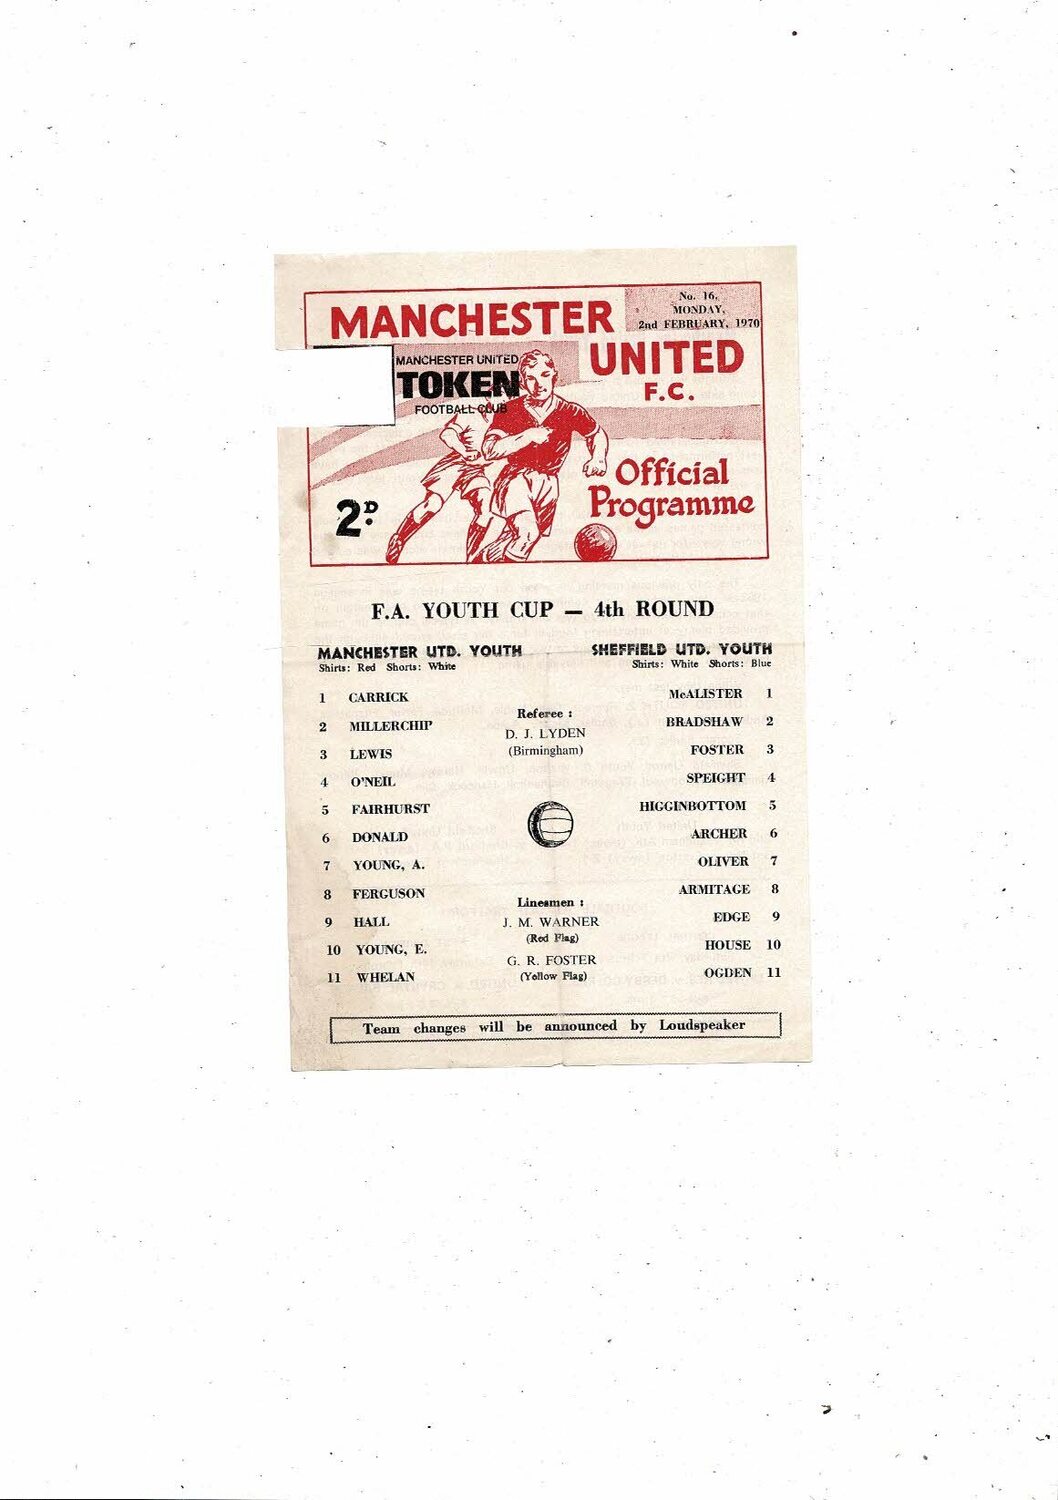 MANCHESTER
No. 16,
MONDAY,
2nd FEBRUARY, 1970
UNITED
F.C.
MANCHESTER UNITED
TOKEN
FOOTBALL CLUB
Official
Programme
2D.
F.A. YOUTH CUP — 4th ROUND
MANCHESTER UTD. YOUTH
Shirts: Red Shorts: White
SHEFFIELD UTD. YOUTH
Shirts: White Shorts: Blue
1 CARRICK
2 MILLERCHIP
3 LEWIS
4 O'NEIL
5 FAIRHURST
6 DONALD
7 YOUNG, A.
8 FERGUSON
9 HALL
10 YOUNG, E.
11 WHELAN
Referee :
D. J. LYDEN
(Birmingham)
Linesmen :
J. M. WARNER
(Red Flag)
G. R. FOSTER
(Yellow Flag)
McALISTER 1
BRADSHAW 2
FOSTER 3
SPEIGHT 4
HIGGINBOTTOM 5
ARCHER 6
OLIVER 7
ARMITAGE 8
EDGE 9
HOUSE 10
OGDEN 11
Team changes will be announced by Loudspeaker